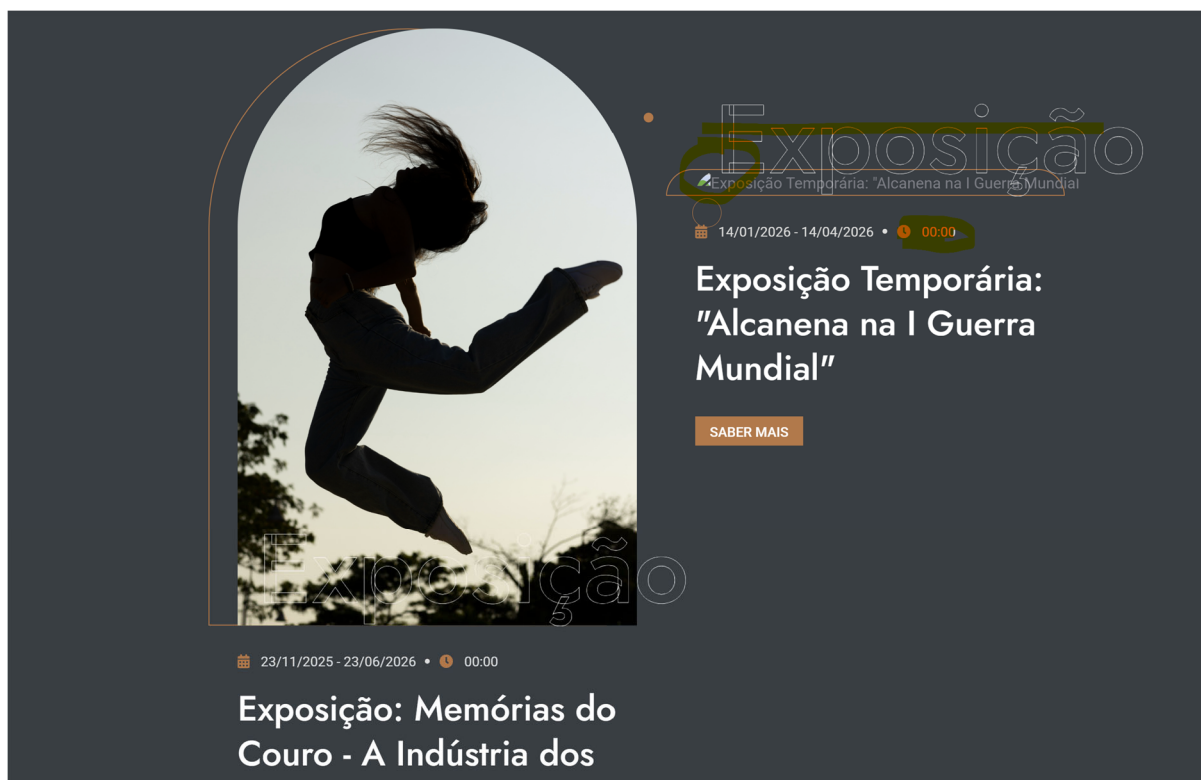 Exposição
Exposição Temporária: "Alcanena na I Guerra Mundial
14/01/2026 - 14/04/2026 • 00:00
Exposição Temporária:
"Alcanena na I Guerra
Mundial"
SABER MAIS
Exposição
23/11/2025 - 23/06/2026 • 00:00
Exposição: Memórias do
Couro - A Indústria dos